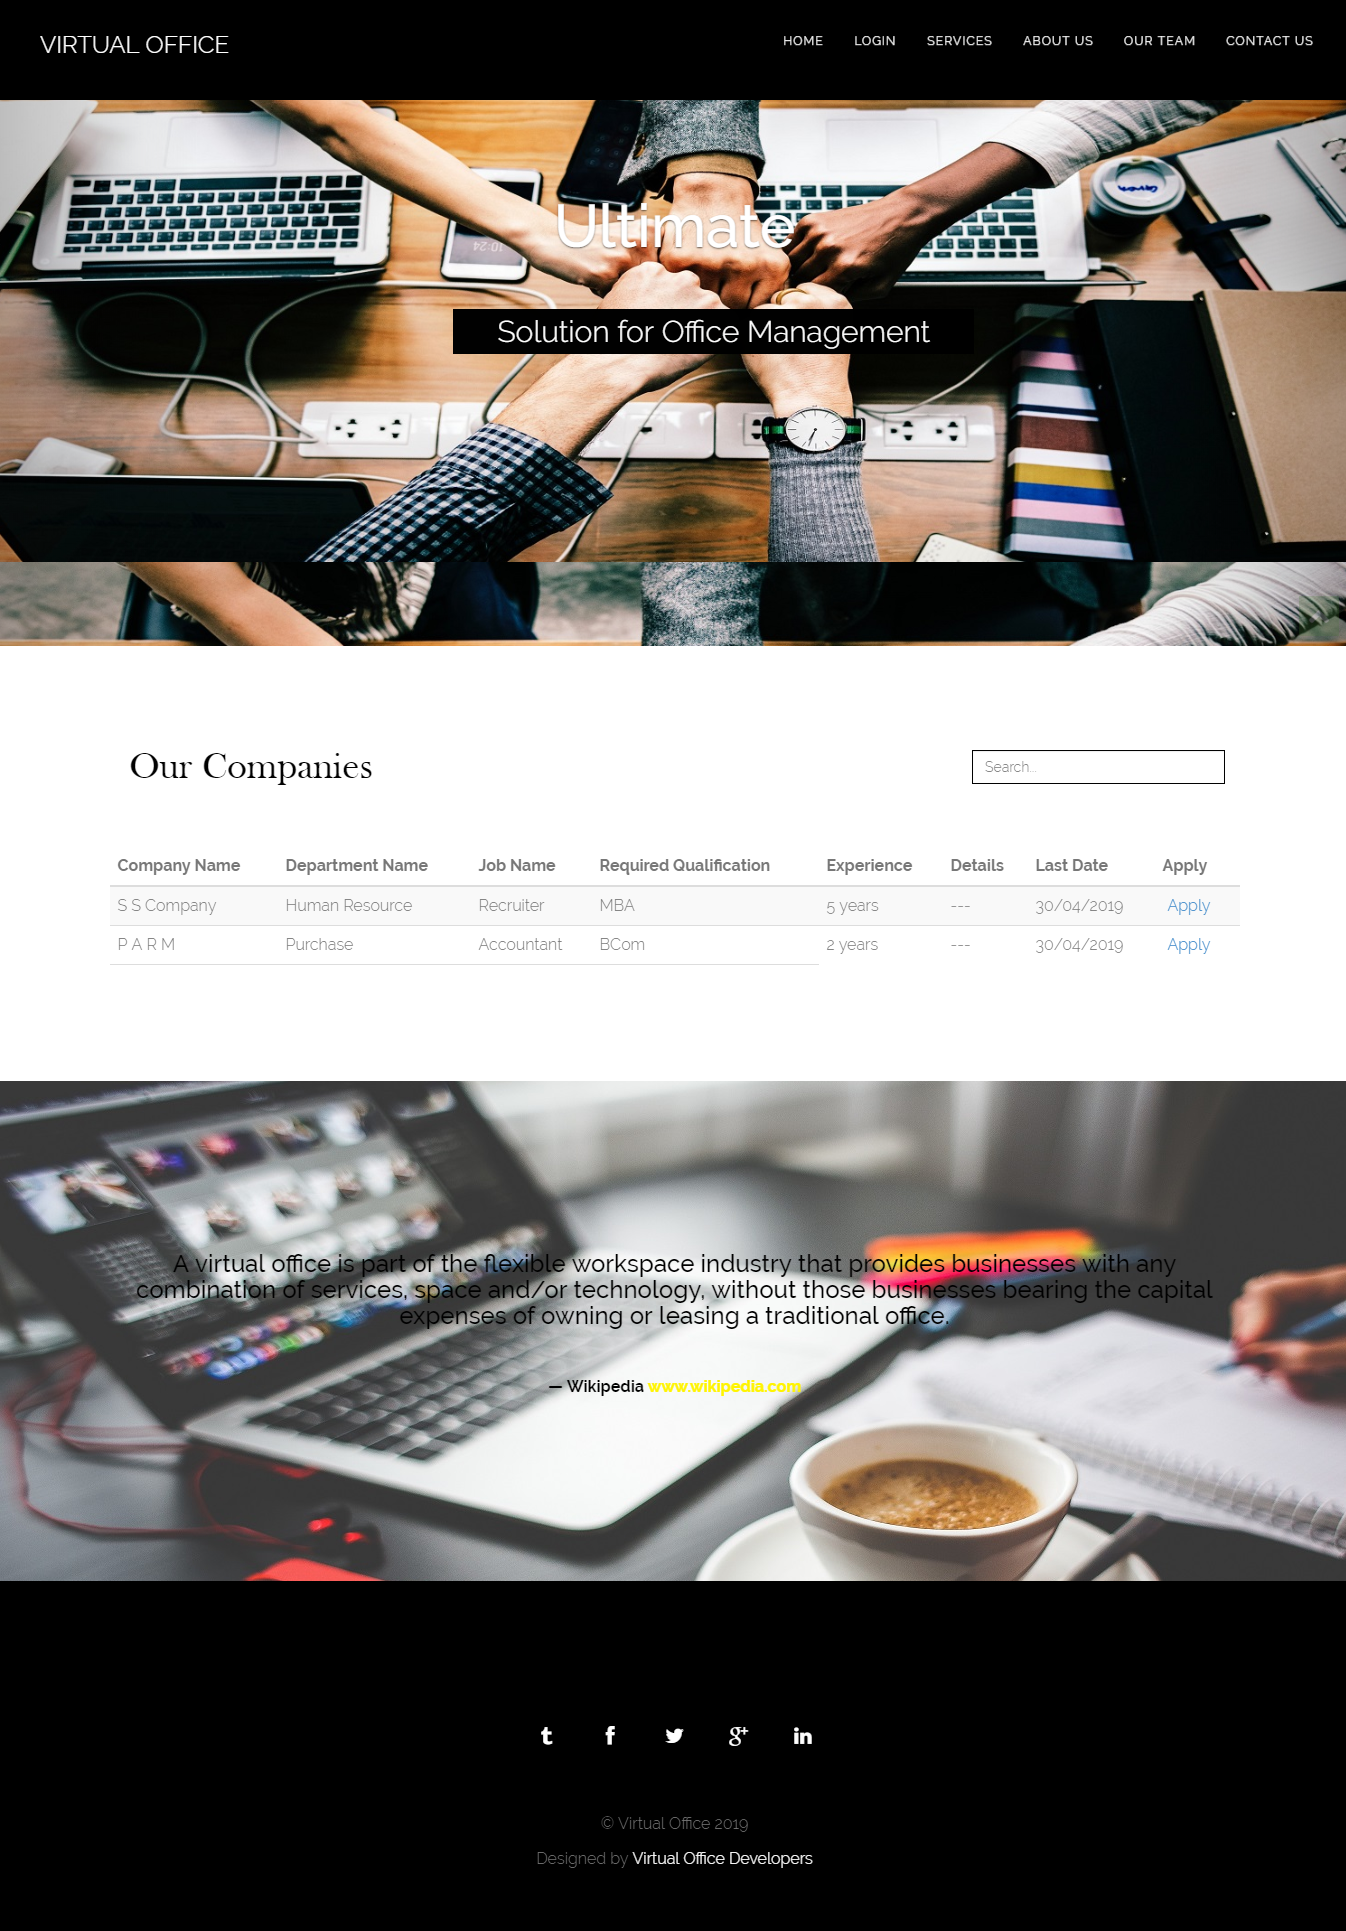 VIRTUAL OFFICE
HOME LOGIN SERVICES ABOUT US OUR TEAM CONTACT US
10:24
Ultimate
Solution for Office Management
Our Companies
Search...
Company Name Department Name Job Name Required Qualification Experience Details Last Date Apply
S S Company Human Resource Recruiter MBA 5 years --- 30/04/2019 Apply
P A R M Purchase Accountant BCom 2 years --- 30/04/2019 Apply
A virtual office is part of the flexible workspace industry that provides businesses with any
combination of services, space and/or technology, without those businesses bearing the capital
expenses of owning or leasing a traditional office.
— Wikipedia www.wikipedia.com
© Virtual Office 2019
Designed by Virtual Office Developers